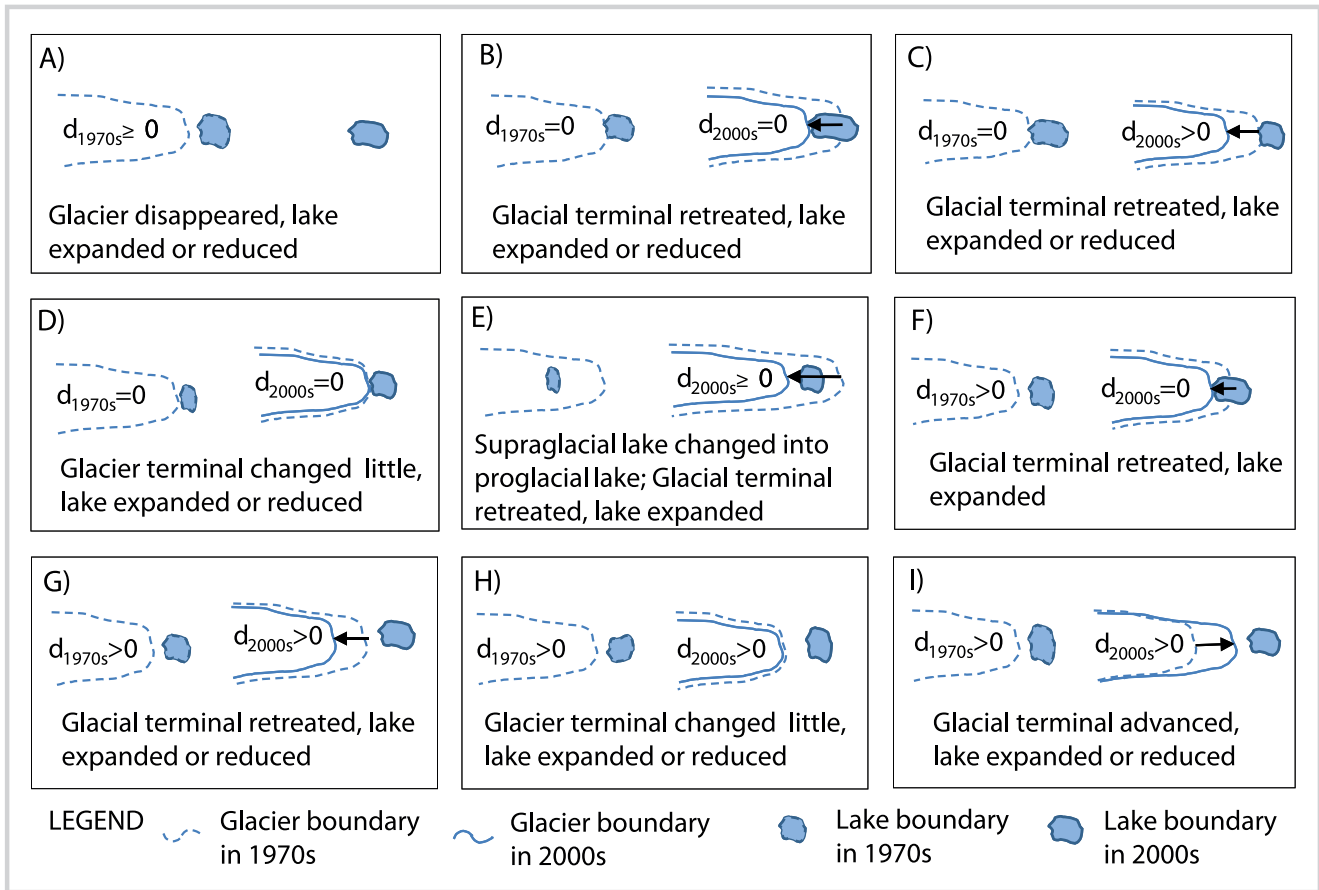 A)
d1970s≥ 0
Glacier disappeared, lake
expanded or reduced
B)
d1970s=0
d2000s=0
Glacial terminal retreated, lake
expanded or reduced
C)
d1970s=0
d2000s>0
Glacial terminal retreated, lake
expanded or reduced
D)
d1970s=0
d2000s=0
Glacier terminal changed little,
lake expanded or reduced
E)
d2000s≥ 0
Supraglacial lake changed into
proglacial lake; Glacial terminal
retreated, lake expanded
F)
d1970s>0
d2000s=0
Glacial terminal retreated, lake
expanded
G)
d1970s>0
d2000s>0
Glacial terminal retreated, lake
expanded or reduced
H)
d1970s>0
d2000s>0
Glacier terminal changed little,
lake expanded or reduced
I)
d1970s>0
d2000s>0
Glacial terminal advanced,
lake expanded or reduced
LEGEND
Glacier boundary
in 1970s
Glacier boundary
in 2000s
Lake boundary
in 1970s
Lake boundary
in 2000s